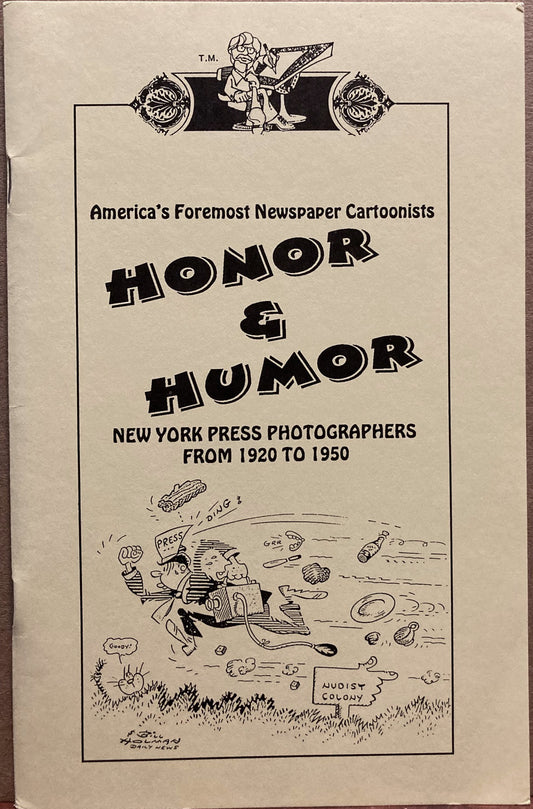 T.M.
America's Foremost Newspaper Cartoonists
HONOR
&
HUMOR
NEW YORK PRESS PHOTOGRAPHERS
FROM 1920 TO 1950
DING!
PRESS
GRR
GOODY!
NUDIST
COLONY
BILL
HOLMAN
DAILY NEWS